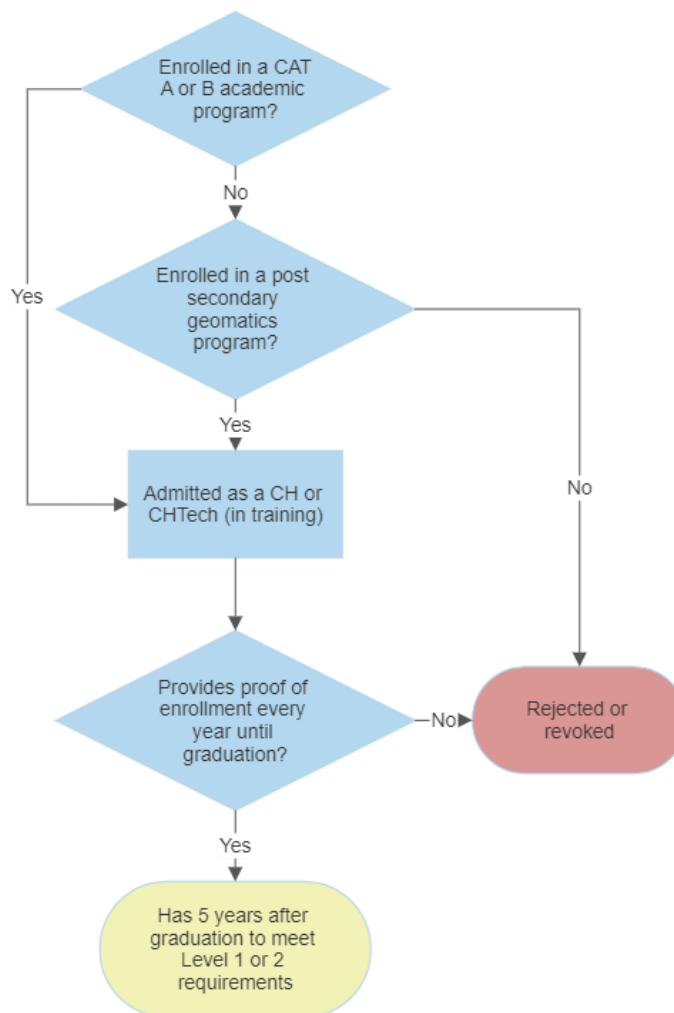 Enrolled in a CAT
A or B academic
program?
No
Enrolled in a post
secondary
geomatics
program?
Yes
Yes
Admitted as a CH or
CHTech (in training)
No
Provides proof of
enrollment every
year until
graduation?
No
Rejected or
revoked
Yes
Has 5 years after
graduation to meet
Level 1 or 2
requirements